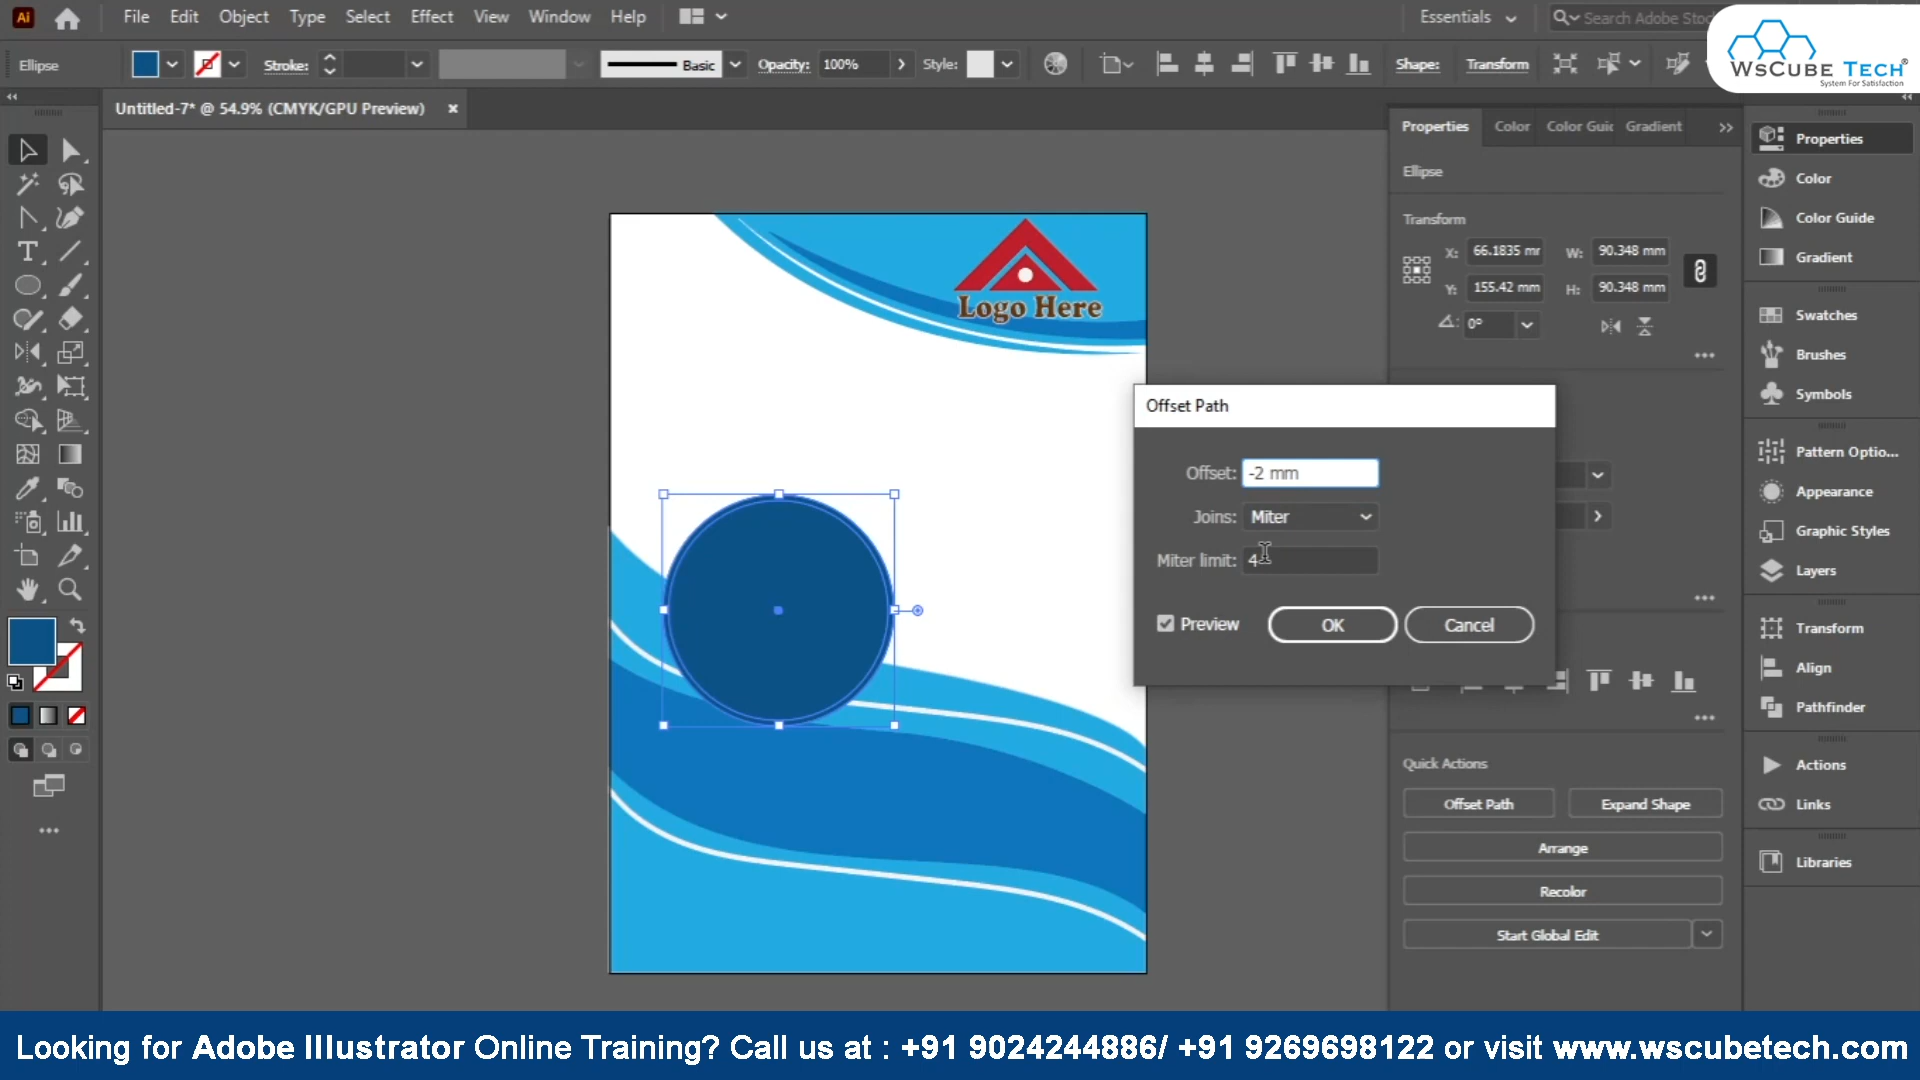 Ai File Edit Object Type Select Effect View Window Help Essentials Search Adobe Stoc
WsCUBE TECH®
System For Satisfaction
Ellipse Stroke: Basic Opacity: 100% Style: Shape: Transform
Untitled-7* @ 54.9% (CMYK/GPU Preview) ×
Properties Color Color Guic Gradient
Ellipse
Transform
X: 66.1835 mr W: 90.348 mm
Y: 155.42 mm H: 90.348 mm
0°
Logo Here
Offset Path
Offset: -2 mm
Joins: Miter
Miter limit: 4
Preview OK Cancel
Quick Actions
Offset Path Expand Shape
Arrange
Recolor
Start Global Edit
Properties
Color
Color Guide
Gradient
Swatches
Brushes
Symbols
Pattern Optio...
Appearance
Graphic Styles
Layers
Transform
Align
Pathfinder
Actions
Links
Libraries
Looking for Adobe Illustrator Online Training? Call us at : +91 9024244886/ +91 9269698122 or visit www.wscubetech.com